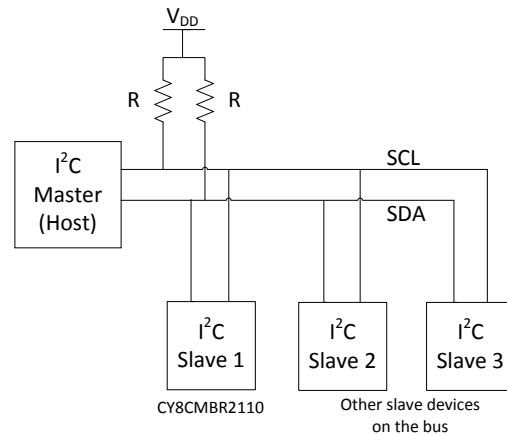 V_DD
R R
I²C
Master
(Host)
SCL
SDA
I²C
Slave 1
I²C
Slave 2
I²C
Slave 3
CY8CMBR2110
Other slave devices
on the bus